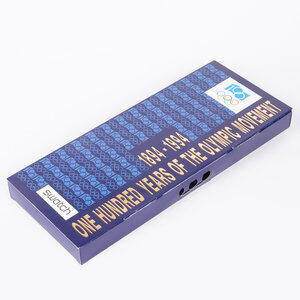 1894 - 1994
ONE HUNDRED YEARS OF THE OLYMPIC MOVEMENT
swatch